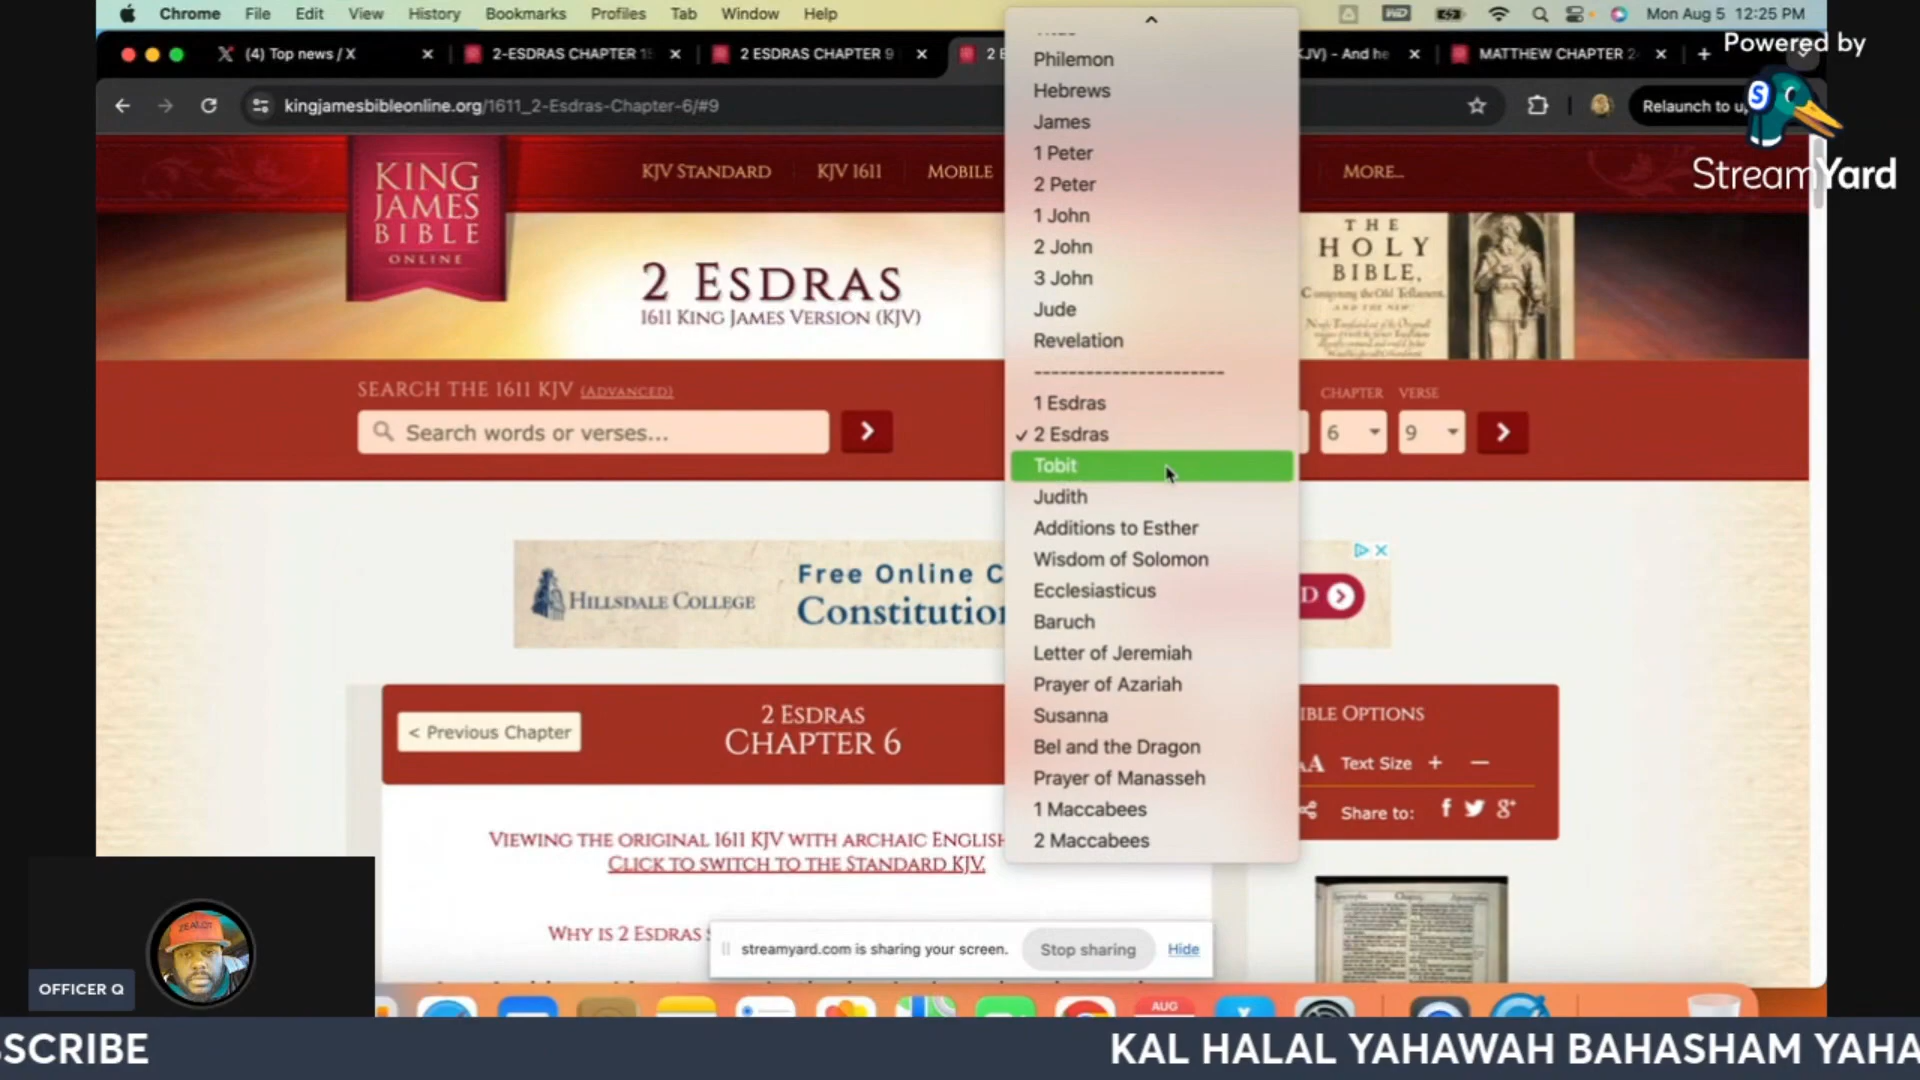 Chrome File Edit View History Bookmarks Profiles Tab Window Help
Mon Aug 5 12:25 PM
(4) Top news / X
2-ESDRAS CHAPTER 15
2 ESDRAS CHAPTER 9
2 E
KJV) – And he
MATTHEW CHAPTER 2
Powered by
StreamYard
kingjamesbibleonline.org/1611_2-Esdras-Chapter-6/#9
Relaunch to u
KING
JAMES
BIBLE
ONLINE
KJV STANDARD
KJV 1611
MOBILE
MORE...
2 ESDRAS
1611 KING JAMES VERSION (KJV)
THE
HOLY
BIBLE,
SEARCH THE 1611 KJV (ADVANCED)
Search words or verses...
CHAPTER VERSE
6 9
Philemon
Hebrews
James
1 Peter
2 Peter
1 John
2 John
3 John
Jude
Revelation
----------------------
1 Esdras
✓ 2 Esdras
Tobit
Judith
Additions to Esther
Wisdom of Solomon
Ecclesiasticus
Baruch
Letter of Jeremiah
Prayer of Azariah
Susanna
Bel and the Dragon
Prayer of Manasseh
1 Maccabees
2 Maccabees
HILLSDALE COLLEGE
Free Online C
Constitution
D
< Previous Chapter
2 ESDRAS
CHAPTER 6
IBLE OPTIONS
AA Text Size + −
Share to:
VIEWING THE ORIGINAL 1611 KJV WITH ARCHAIC ENGLISH
CLICK TO SWITCH TO THE STANDARD KJV.
WHY IS 2 ESDRAS
streamyard.com is sharing your screen.
Stop sharing
Hide
ZEALOT
OFFICER Q
AUG
SCRIBE
KAL HALAL YAHAWAH BAHASHAM YAHA